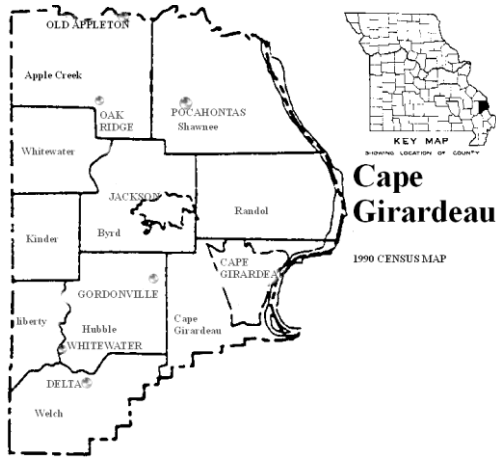 OLD APPLETON
Apple Creek
OAK
RIDGE
POCAHONTAS
Shawnee
KEY MAP
SHOWING LOCATION OF COUNTY
Whitewater
Cape
Girardeau
JACKSON
Randol
Kinder
Byrd
1990 CENSUS MAP
CAPE
GIRARDEA
GORDONVILLE
liberty
Hubble
Cape
Girardeau
WHITEWATER
DELTA
Welch